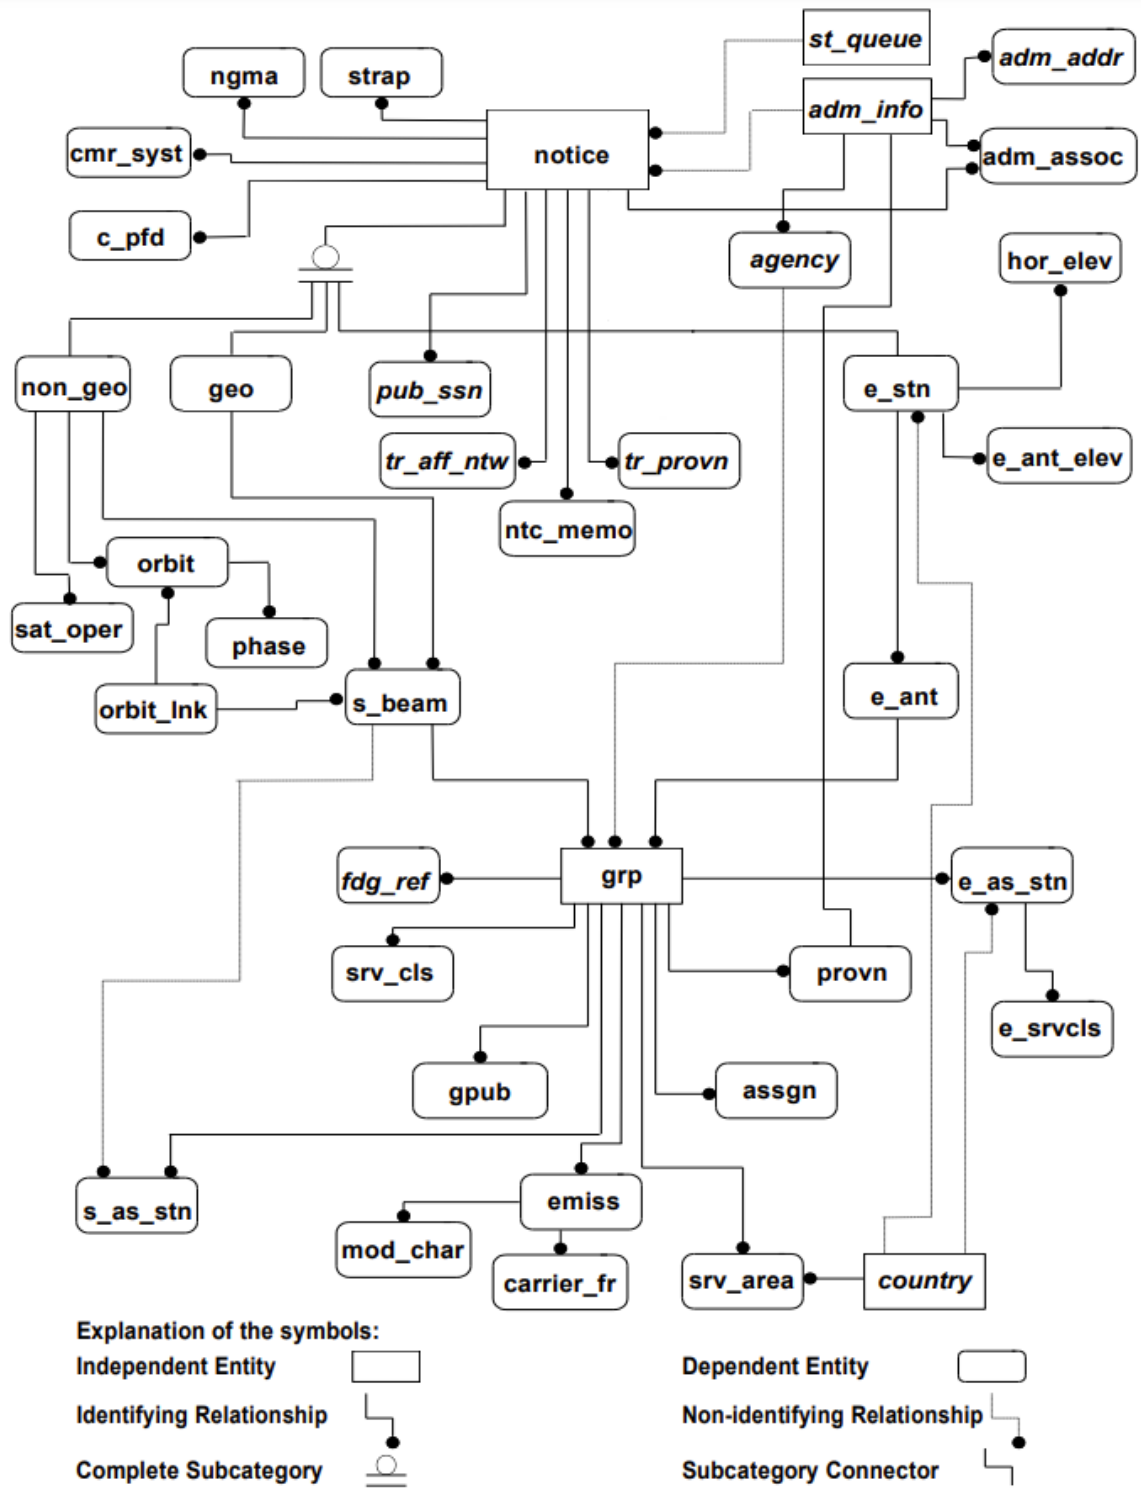 st_queue
adm_addr
ngma
strap
adm_info
notice
cmr_syst
adm_assoc
c_pfd
agency
hor_elev
non_geo
geo
pub_ssn
e_stn
tr_aff_ntw
tr_provn
e_ant_elev
ntc_memo
orbit
sat_oper
phase
orbit_lnk
s_beam
e_ant
fdg_ref
grp
e_as_stn
srv_cls
provn
e_srvcls
gpub
assgn
s_as_stn
emiss
mod_char
carrier_fr
srv_area
country
Explanation of the symbols:
Independent Entity
Dependent Entity
Identifying Relationship
Non-identifying Relationship
Complete Subcategory
Subcategory Connector